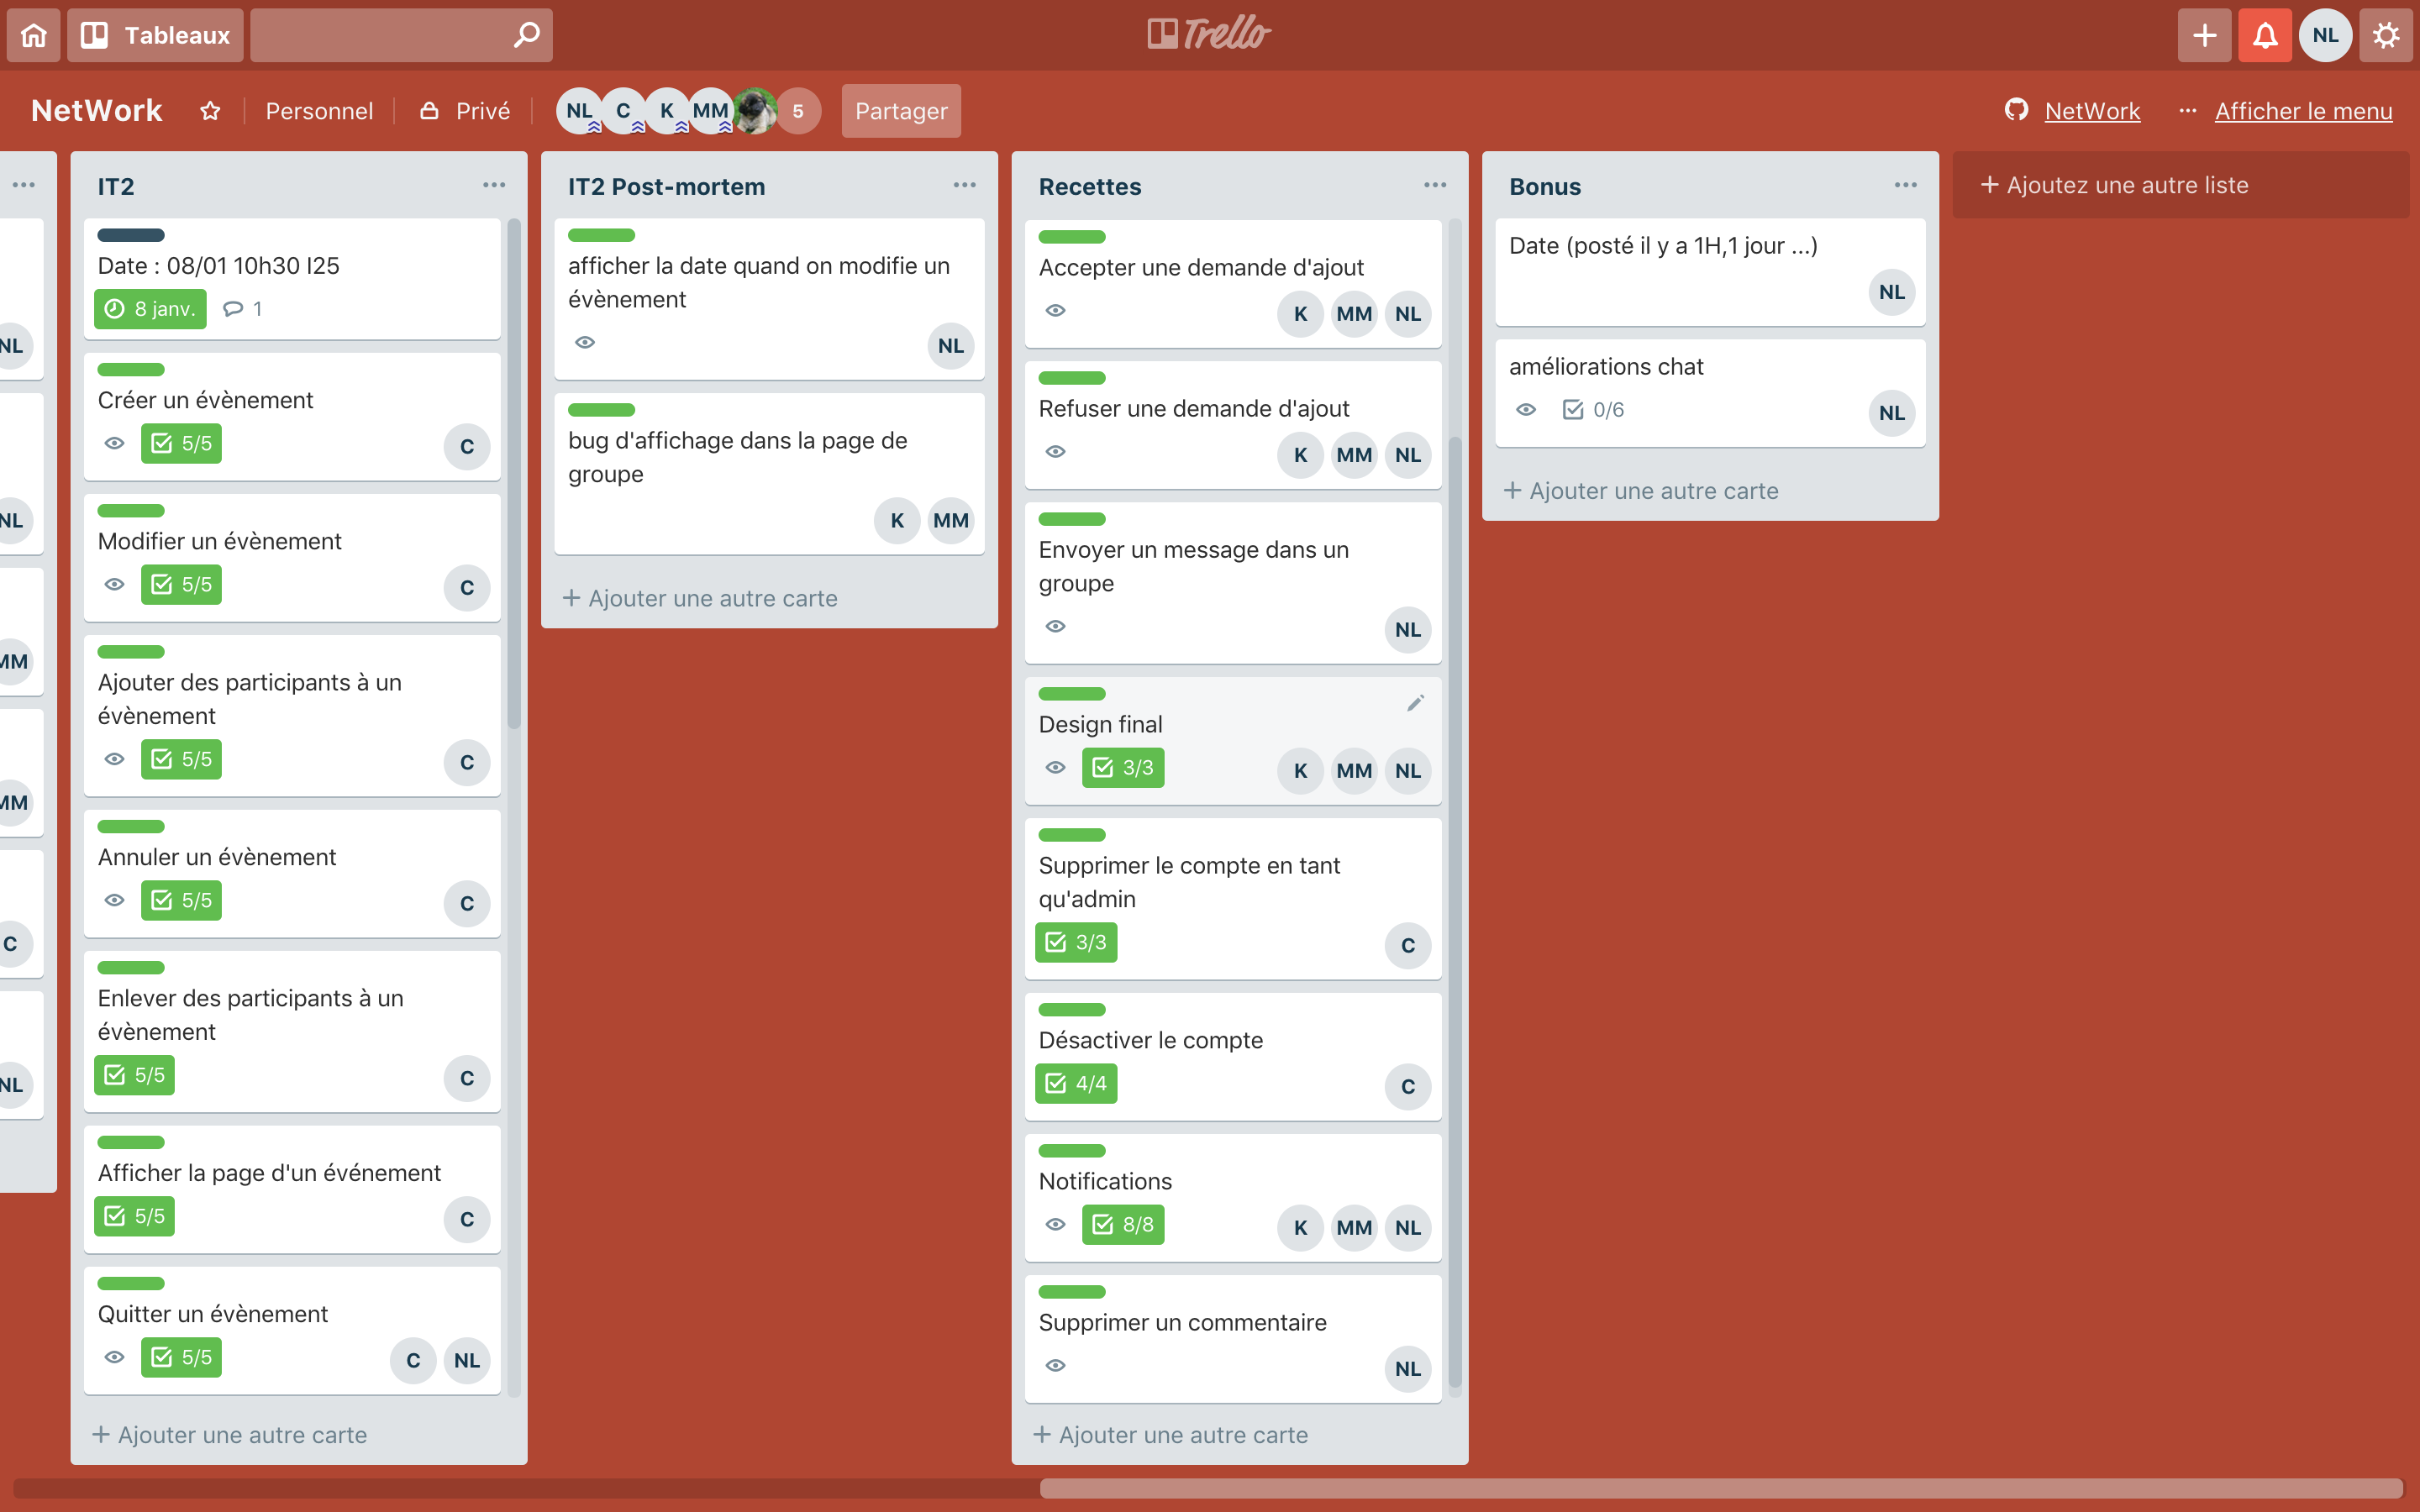 Tableaux
Trello
NL
NetWork
Personnel
Privé
NL
C
K
MM
5
Partager
NetWork
Afficher le menu
NL
NL
MM
MM
C
NL
IT2
Date : 08/01 10h30 I25
8 janv.
1
Créer un évènement
5/5
C
Modifier un évènement
5/5
C
Ajouter des participants à un
évènement
5/5
C
Annuler un évènement
5/5
C
Enlever des participants à un
évènement
5/5
C
Afficher la page d'un événement
5/5
C
Quitter un évènement
5/5
C NL
+ Ajouter une autre carte
IT2 Post-mortem
afficher la date quand on modifie un
évènement
NL
bug d'affichage dans la page de
groupe
K MM
+ Ajouter une autre carte
Recettes
Accepter une demande d'ajout
K MM NL
Refuser une demande d'ajout
K MM NL
Envoyer un message dans un
groupe
NL
Design final
3/3
K MM NL
Supprimer le compte en tant
qu'admin
3/3
C
Désactiver le compte
4/4
C
Notifications
8/8
K MM NL
Supprimer un commentaire
NL
+ Ajouter une autre carte
Bonus
Date (posté il y a 1H,1 jour ...)
NL
améliorations chat
0/6
NL
+ Ajouter une autre carte
+ Ajoutez une autre liste